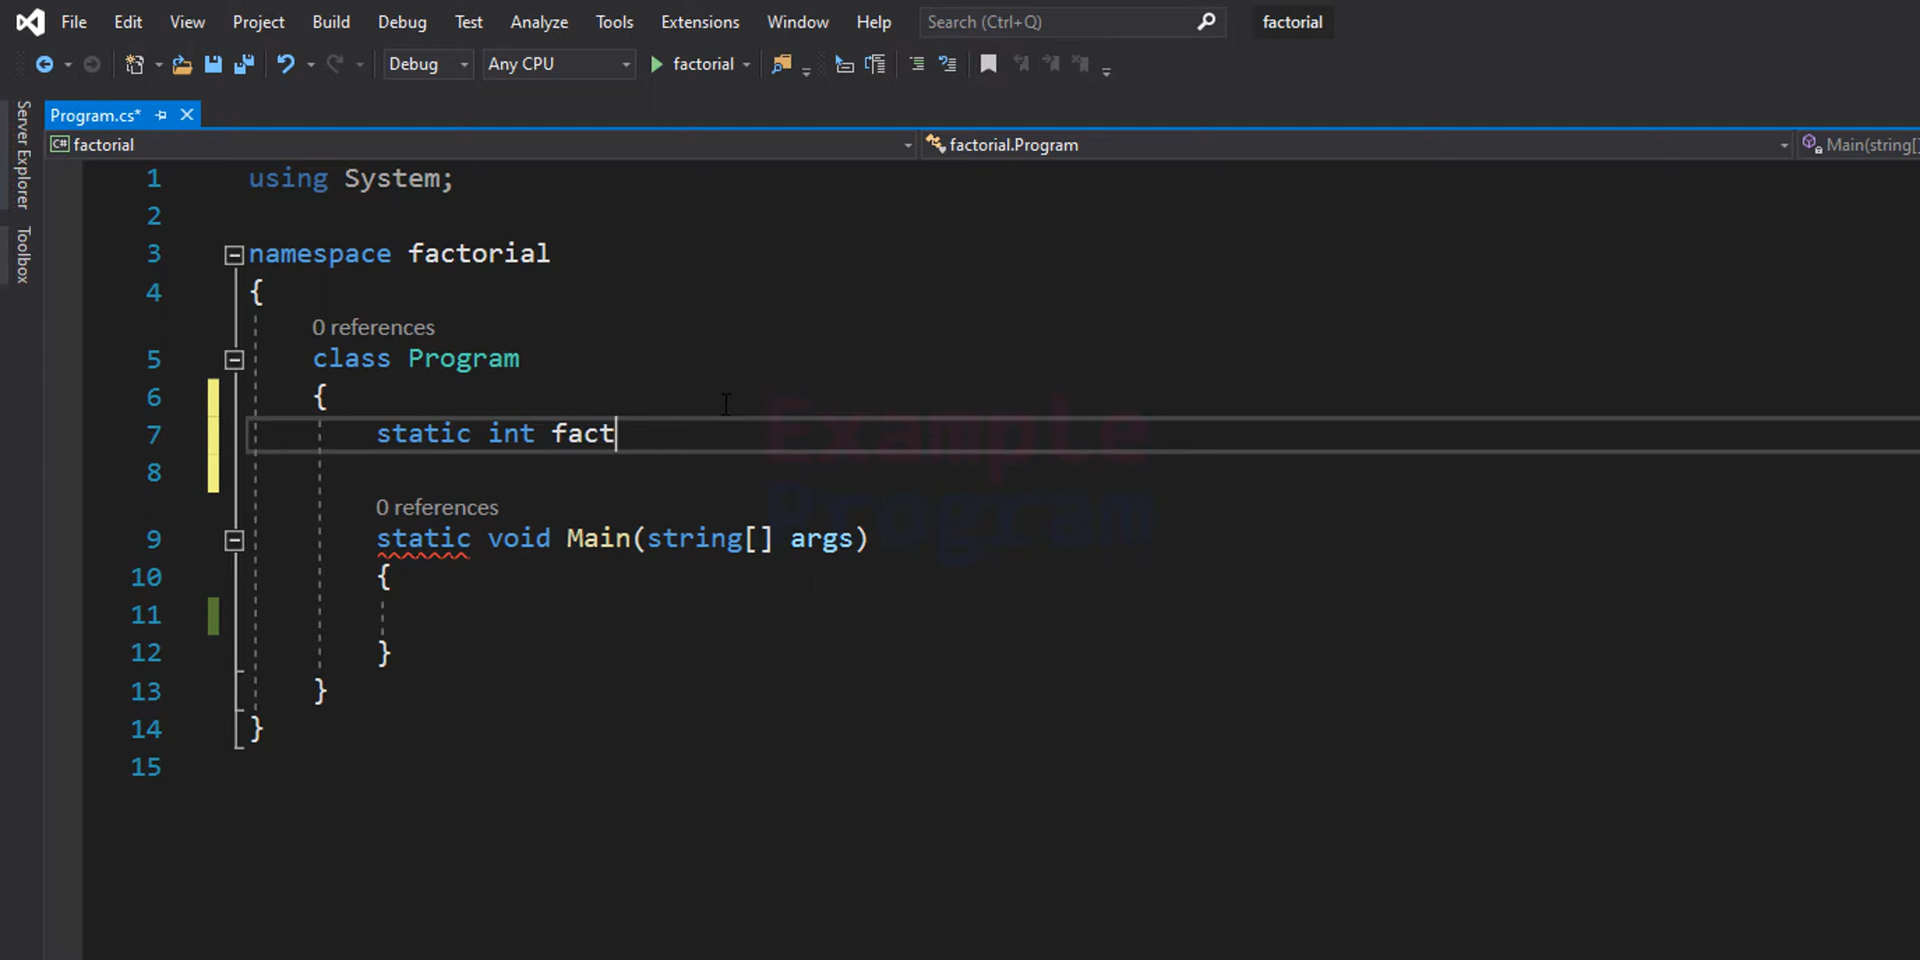 File Edit View Project Build Debug Test Analyze Tools Extensions Window Help Search (Ctrl+Q) factorial
Debug Any CPU factorial
Server Explorer
Toolbox
Program.cs*
C# factorial factorial.Program Main(string[]
1 using System;
2
3 namespace factorial
4 {
0 references
5 class Program
6 {
7 static int fact
8
0 references
9 static void Main(string[] args)
10 {
11
12 }
13 }
14 }
15
Example
Program